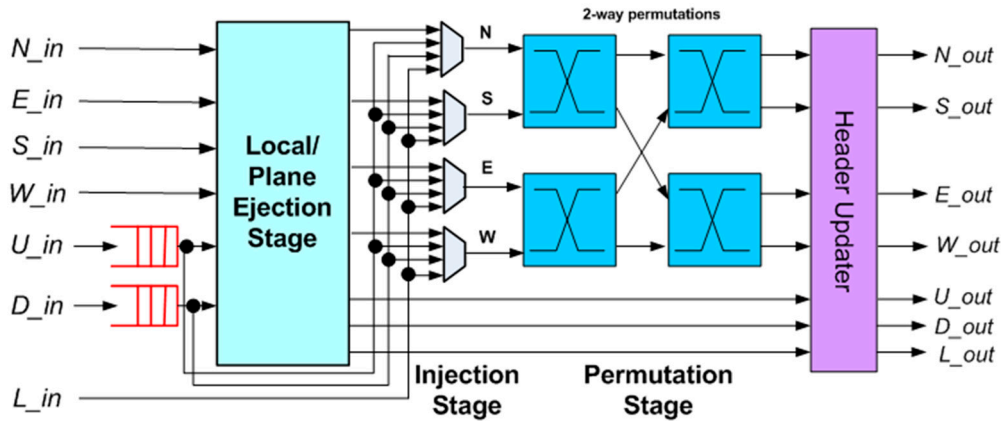 2-way permutations
N_in
E_in
S_in
W_in
U_in
D_in
L_in
Local/
Plane
Ejection
Stage
N
S
E
W
Injection
Stage
Permutation
Stage
Header Updater
N_out
S_out
E_out
W_out
U_out
D_out
L_out